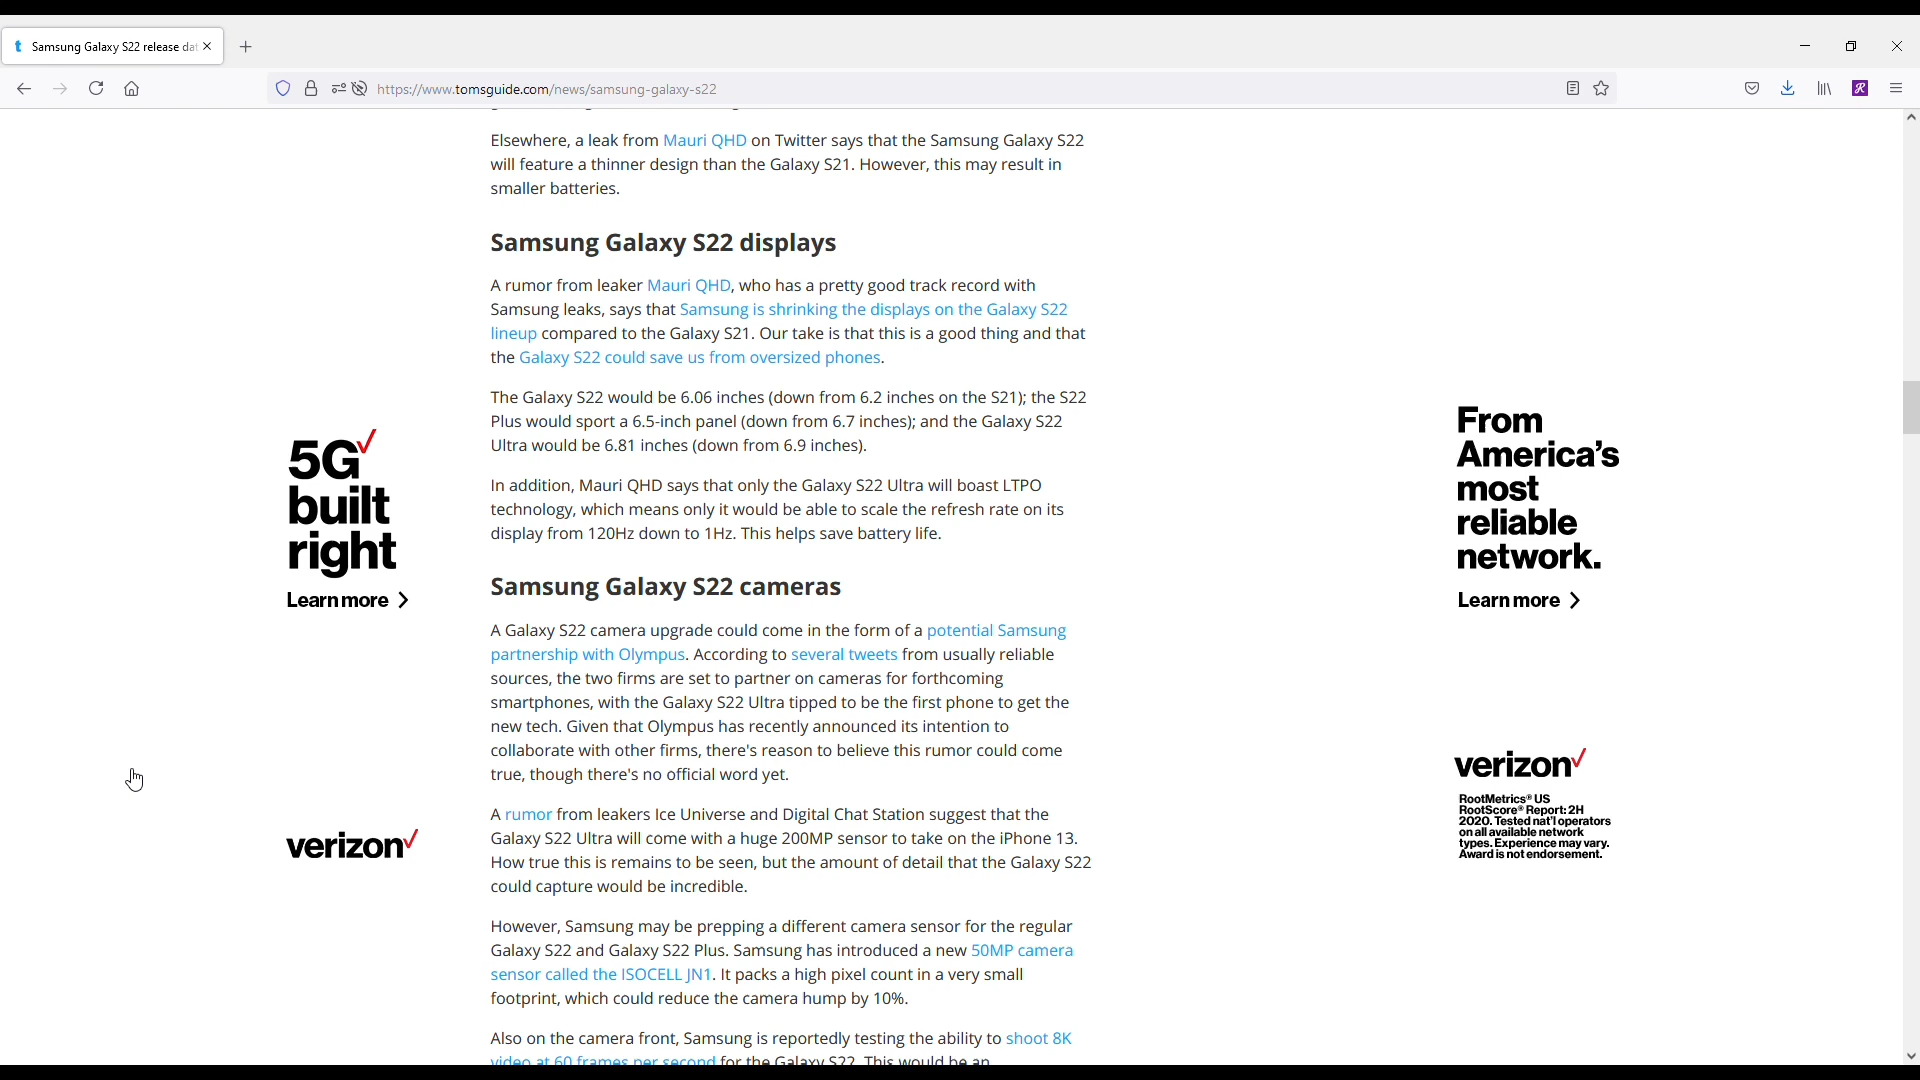 Samsung Galaxy S22 release dat
https://www.tomsguide.com/news/samsung-galaxy-s22
Elsewhere, a leak from Mauri QHD on Twitter says that the Samsung Galaxy S22
will feature a thinner design than the Galaxy S21. However, this may result in
smaller batteries.
Samsung Galaxy S22 displays
A rumor from leaker Mauri QHD, who has a pretty good track record with
Samsung leaks, says that Samsung is shrinking the displays on the Galaxy S22
lineup compared to the Galaxy S21. Our take is that this is a good thing and that
the Galaxy S22 could save us from oversized phones.
The Galaxy S22 would be 6.06 inches (down from 6.2 inches on the S21); the S22
Plus would sport a 6.5-inch panel (down from 6.7 inches); and the Galaxy S22
Ultra would be 6.81 inches (down from 6.9 inches).
In addition, Mauri QHD says that only the Galaxy S22 Ultra will boast LTPO
technology, which means only it would be able to scale the refresh rate on its
display from 120Hz down to 1Hz. This helps save battery life.
Samsung Galaxy S22 cameras
A Galaxy S22 camera upgrade could come in the form of a potential Samsung
partnership with Olympus. According to several tweets from usually reliable
sources, the two firms are set to partner on cameras for forthcoming
smartphones, with the Galaxy S22 Ultra tipped to be the first phone to get the
new tech. Given that Olympus has recently announced its intention to
collaborate with other firms, there's reason to believe this rumor could come
true, though there's no official word yet.
A rumor from leakers Ice Universe and Digital Chat Station suggest that the
Galaxy S22 Ultra will come with a huge 200MP sensor to take on the iPhone 13.
How true this is remains to be seen, but the amount of detail that the Galaxy S22
could capture would be incredible.
However, Samsung may be prepping a different camera sensor for the regular
Galaxy S22 and Galaxy S22 Plus. Samsung has introduced a new 50MP camera
sensor called the ISOCELL JN1. It packs a high pixel count in a very small
footprint, which could reduce the camera hump by 10%.
Also on the camera front, Samsung is reportedly testing the ability to shoot 8K
video at 60 frames per second for the Galaxy S22. This would be an
5G
built
right
Learn more
verizon
From
America's
most
reliable
network.
Learn more
verizon
RootMetrics® US
RootScore® Report: 2H
2020. Tested nat'l operators
on all available network
types. Experience may vary.
Award is not endorsement.